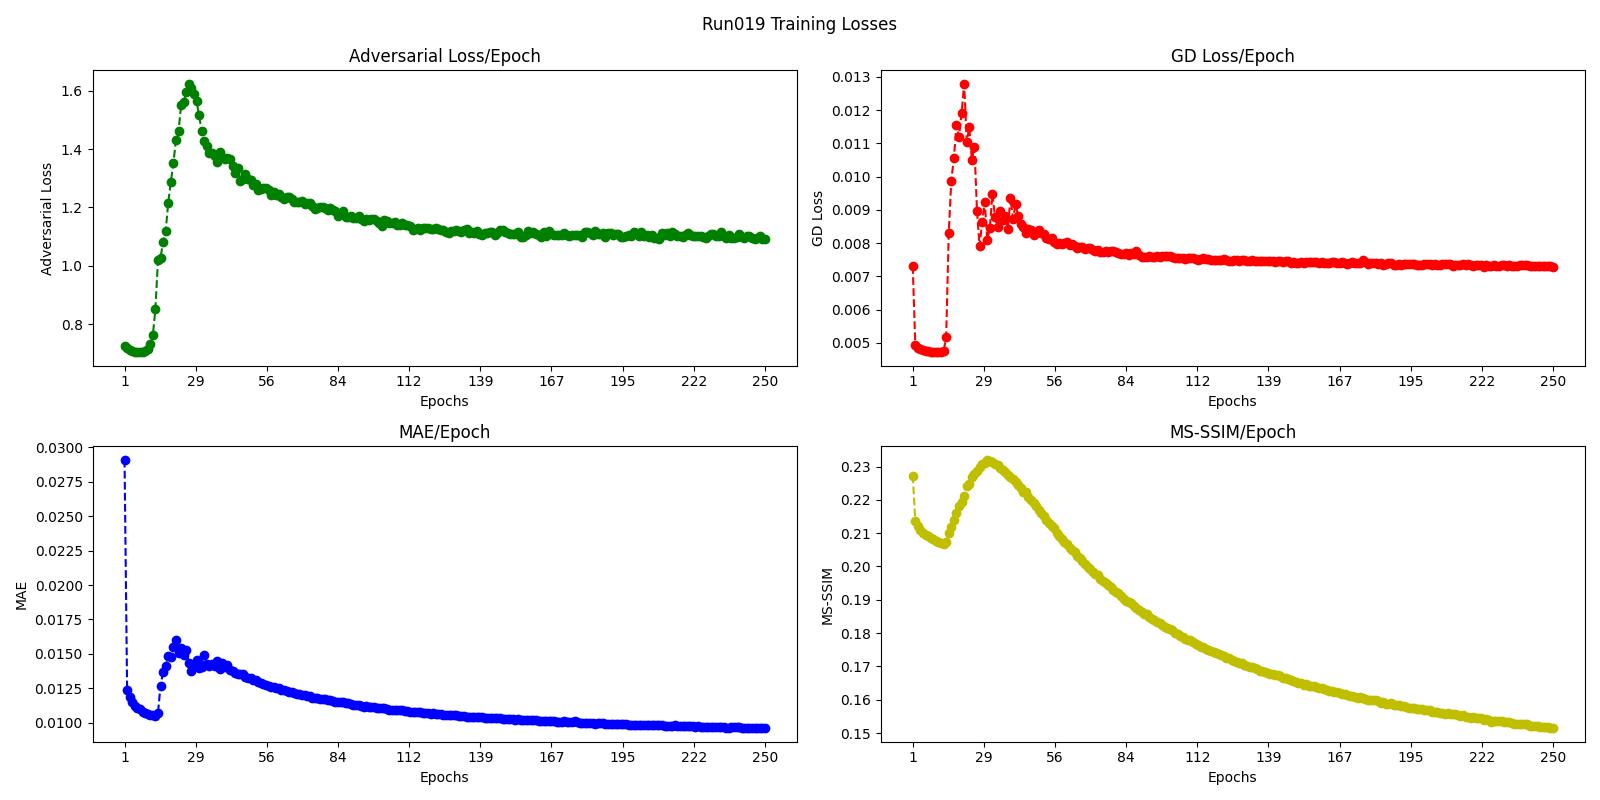 Run019 Training Losses
Adversarial Loss/Epoch
Adversarial Loss
1.6
1.4
1.2
1.0
0.8
1 29 56 84 112 139 167 195 222 250
Epochs
GD Loss/Epoch
GD Loss
0.013
0.012
0.011
0.010
0.009
0.008
0.007
0.006
0.005
1 29 56 84 112 139 167 195 222 250
Epochs
MAE/Epoch
MAE
0.0300
0.0275
0.0250
0.0225
0.0200
0.0175
0.0150
0.0125
0.0100
1 29 56 84 112 139 167 195 222 250
Epochs
MS-SSIM/Epoch
MS-SSIM
0.23
0.22
0.21
0.20
0.19
0.18
0.17
0.16
0.15
1 29 56 84 112 139 167 195 222 250
Epochs